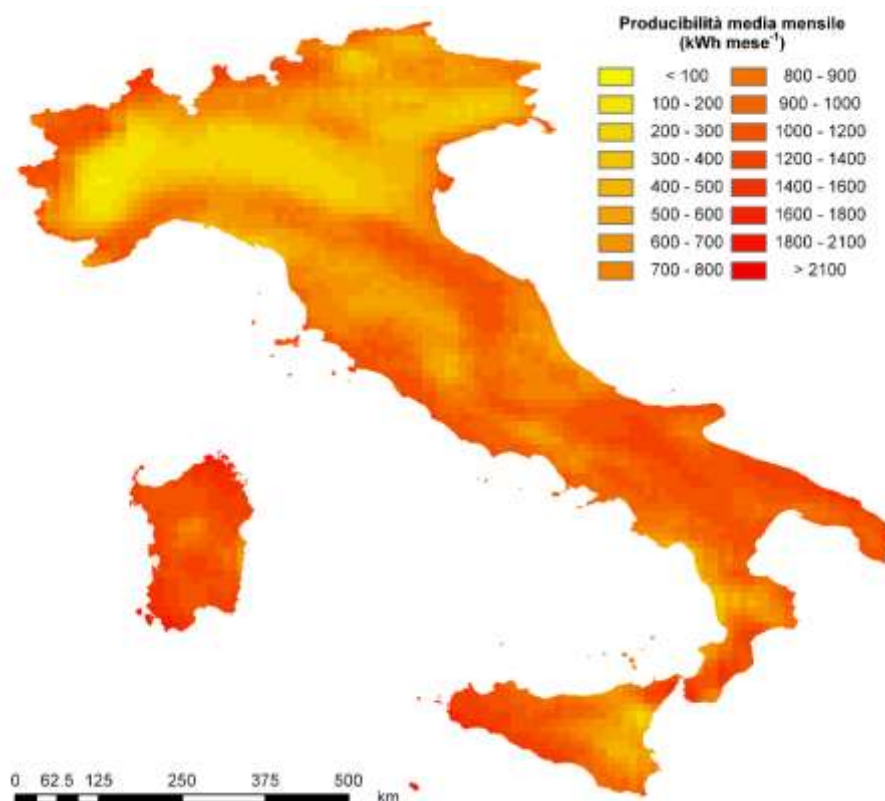 Producibilità media mensile
(kWh mese⁻¹)
< 100 800 - 900
100 - 200 900 - 1000
200 - 300 1000 - 1200
300 - 400 1200 - 1400
400 - 500 1400 - 1600
500 - 600 1600 - 1800
600 - 700 1800 - 2100
700 - 800 > 2100
0 62.5 125 250 375 500
km